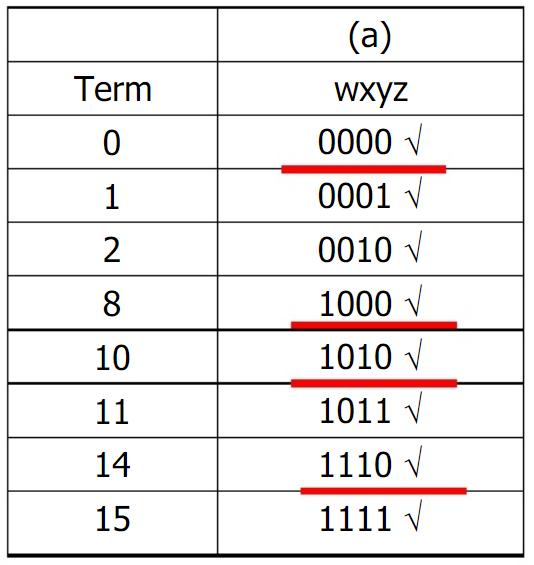 (a)
Term wxyz
0 0000 √
1 0001 √
2 0010 √
8 1000 √
10 1010 √
11 1011 √
14 1110 √
15 1111 √